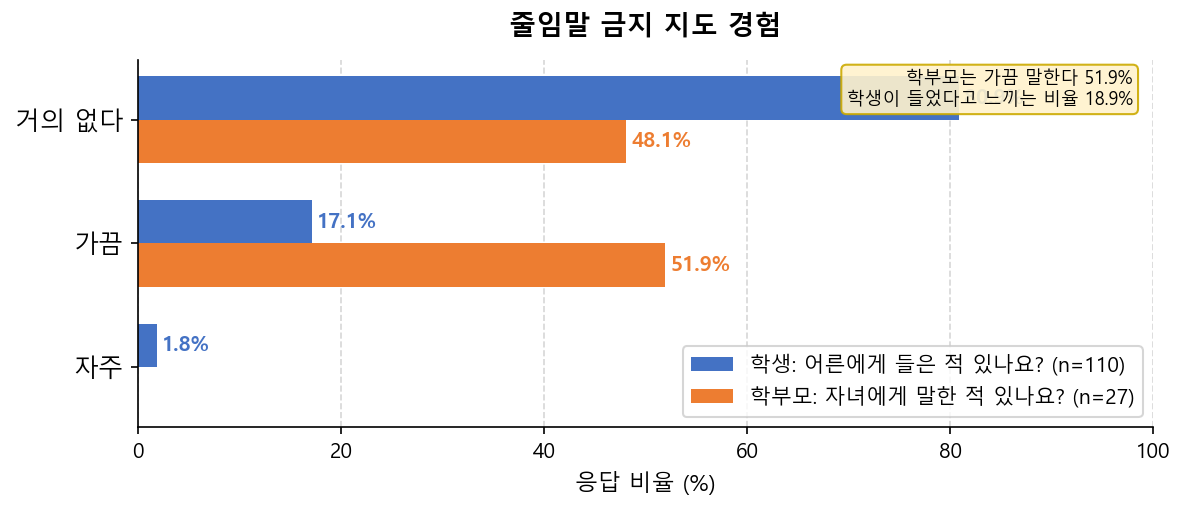 줄임말 금지 지도 경험
학부모는 가끔 말한다 51.9%
학생이 들었다고 느끼는 비율 18.9%
거의 없다
48.1%
가끔
17.1%
51.9%
자주
1.8%
학생: 어른에게 들은 적 있나요? (n=110)
학부모: 자녀에게 말한 적 있나요? (n=27)
0 20 40 60 80 100
응답 비율 (%)